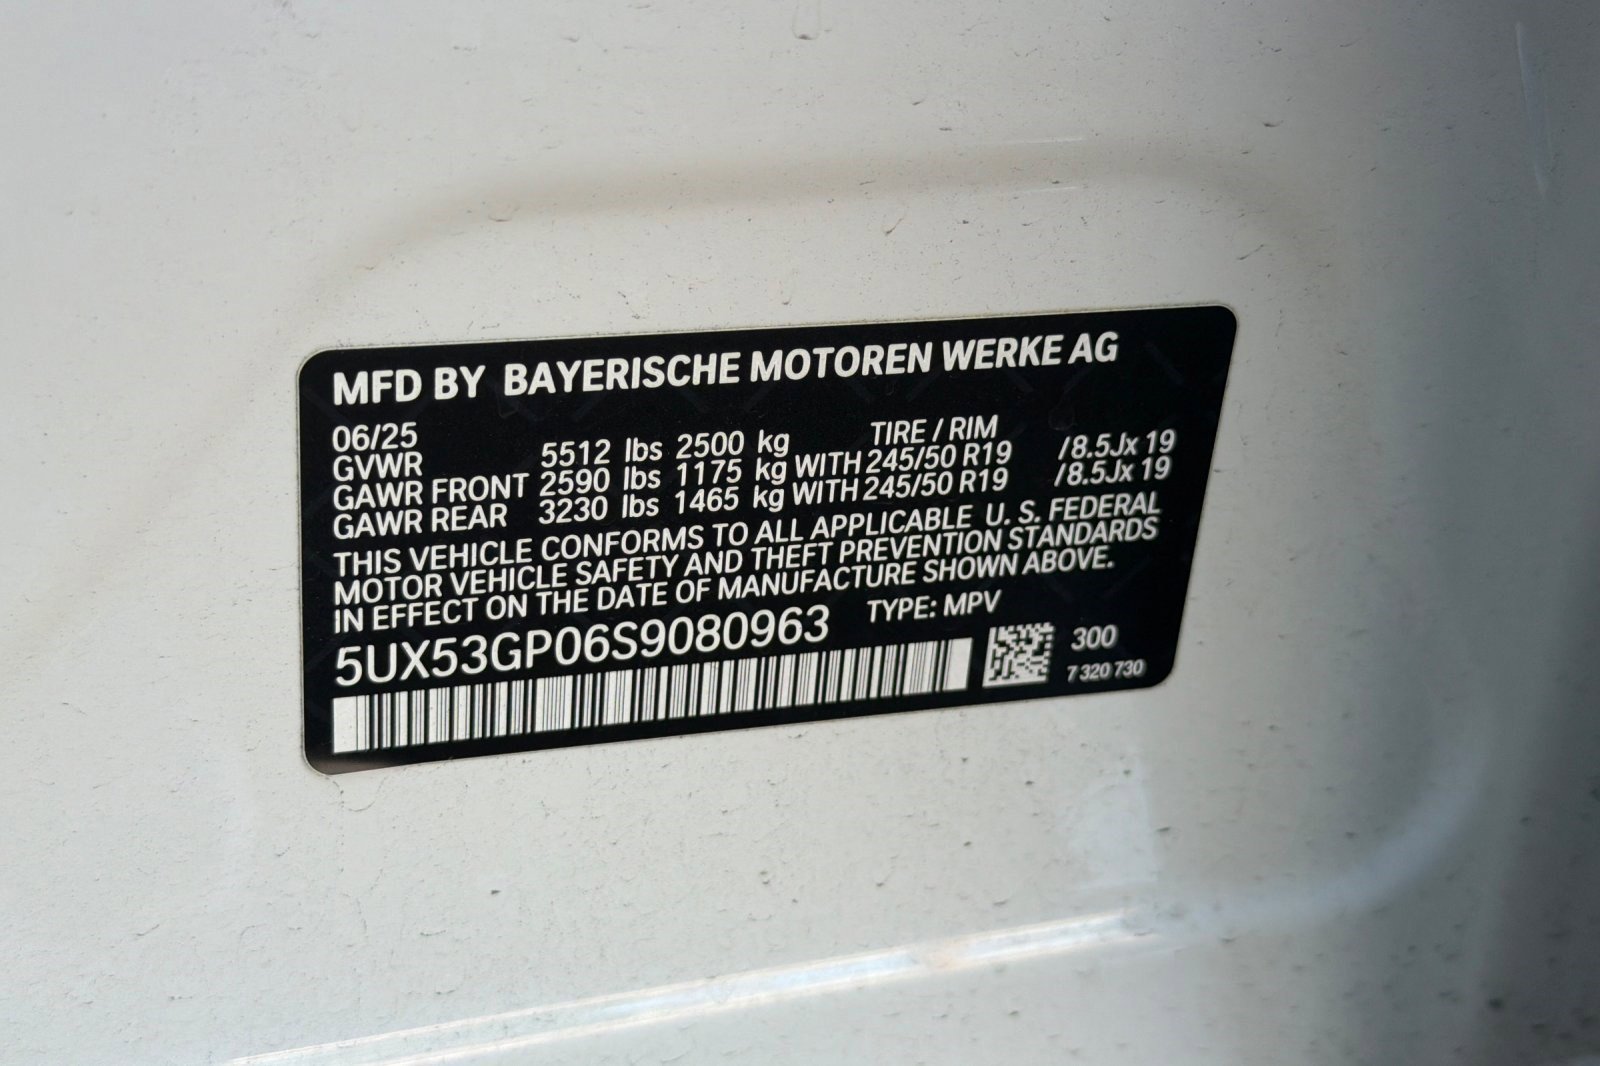 MFD BY BAYERISCHE MOTOREN WERKE AG
06/25 TIRE / RIM
GVWR 5512 lbs 2500 kg
GAWR FRONT 2590 lbs 1175 kg WITH 245/50 R19 /8.5Jx 19
GAWR REAR 3230 lbs 1465 kg WITH 245/50 R19 /8.5Jx 19
THIS VEHICLE CONFORMS TO ALL APPLICABLE U. S. FEDERAL
MOTOR VEHICLE SAFETY AND THEFT PREVENTION STANDARDS
IN EFFECT ON THE DATE OF MANUFACTURE SHOWN ABOVE.
5UX53GP06S9080963 TYPE: MPV
300
7 320 730